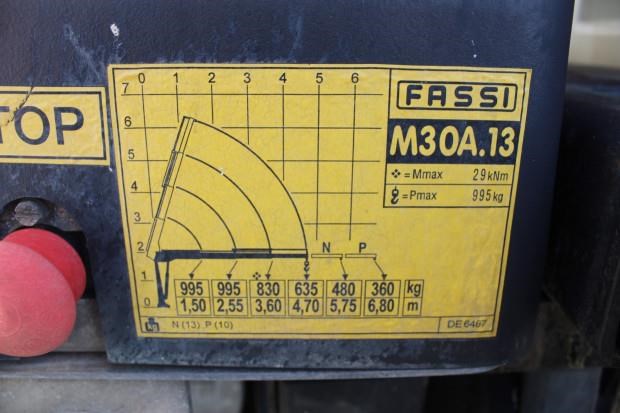 TOP
0 1 2 3 4 5 6
7
6
5
4
3
2
1
0
FASSI
M30A.13
=Mmax 29kNm
=Pmax 995kg
N P
995 995 830 635 480 360 kg
1,50 2,55 3,60 4,70 5,75 6,80 m
kg N (13) P (10) DE 6487